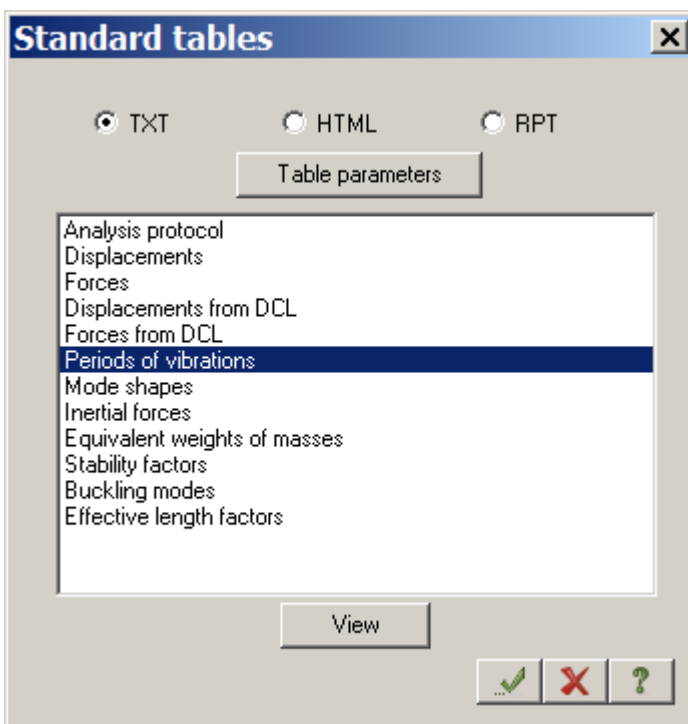 Standard tables
TXT HTML RPT
Table parameters
Analysis protocol
Displacements
Forces
Displacements from DCL
Forces from DCL
Periods of vibrations
Mode shapes
Inertial forces
Equivalent weights of masses
Stability factors
Buckling modes
Effective length factors
View